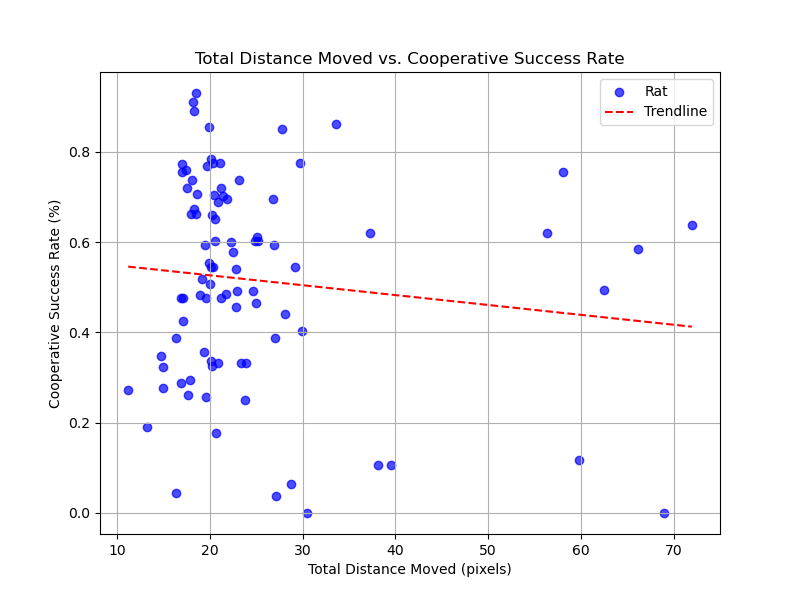 Total Distance Moved vs. Cooperative Success Rate
Rat
Trendline
0.8
0.6
0.4
0.2
0.0
Cooperative Success Rate (%)
10 20 30 40 50 60 70
Total Distance Moved (pixels)